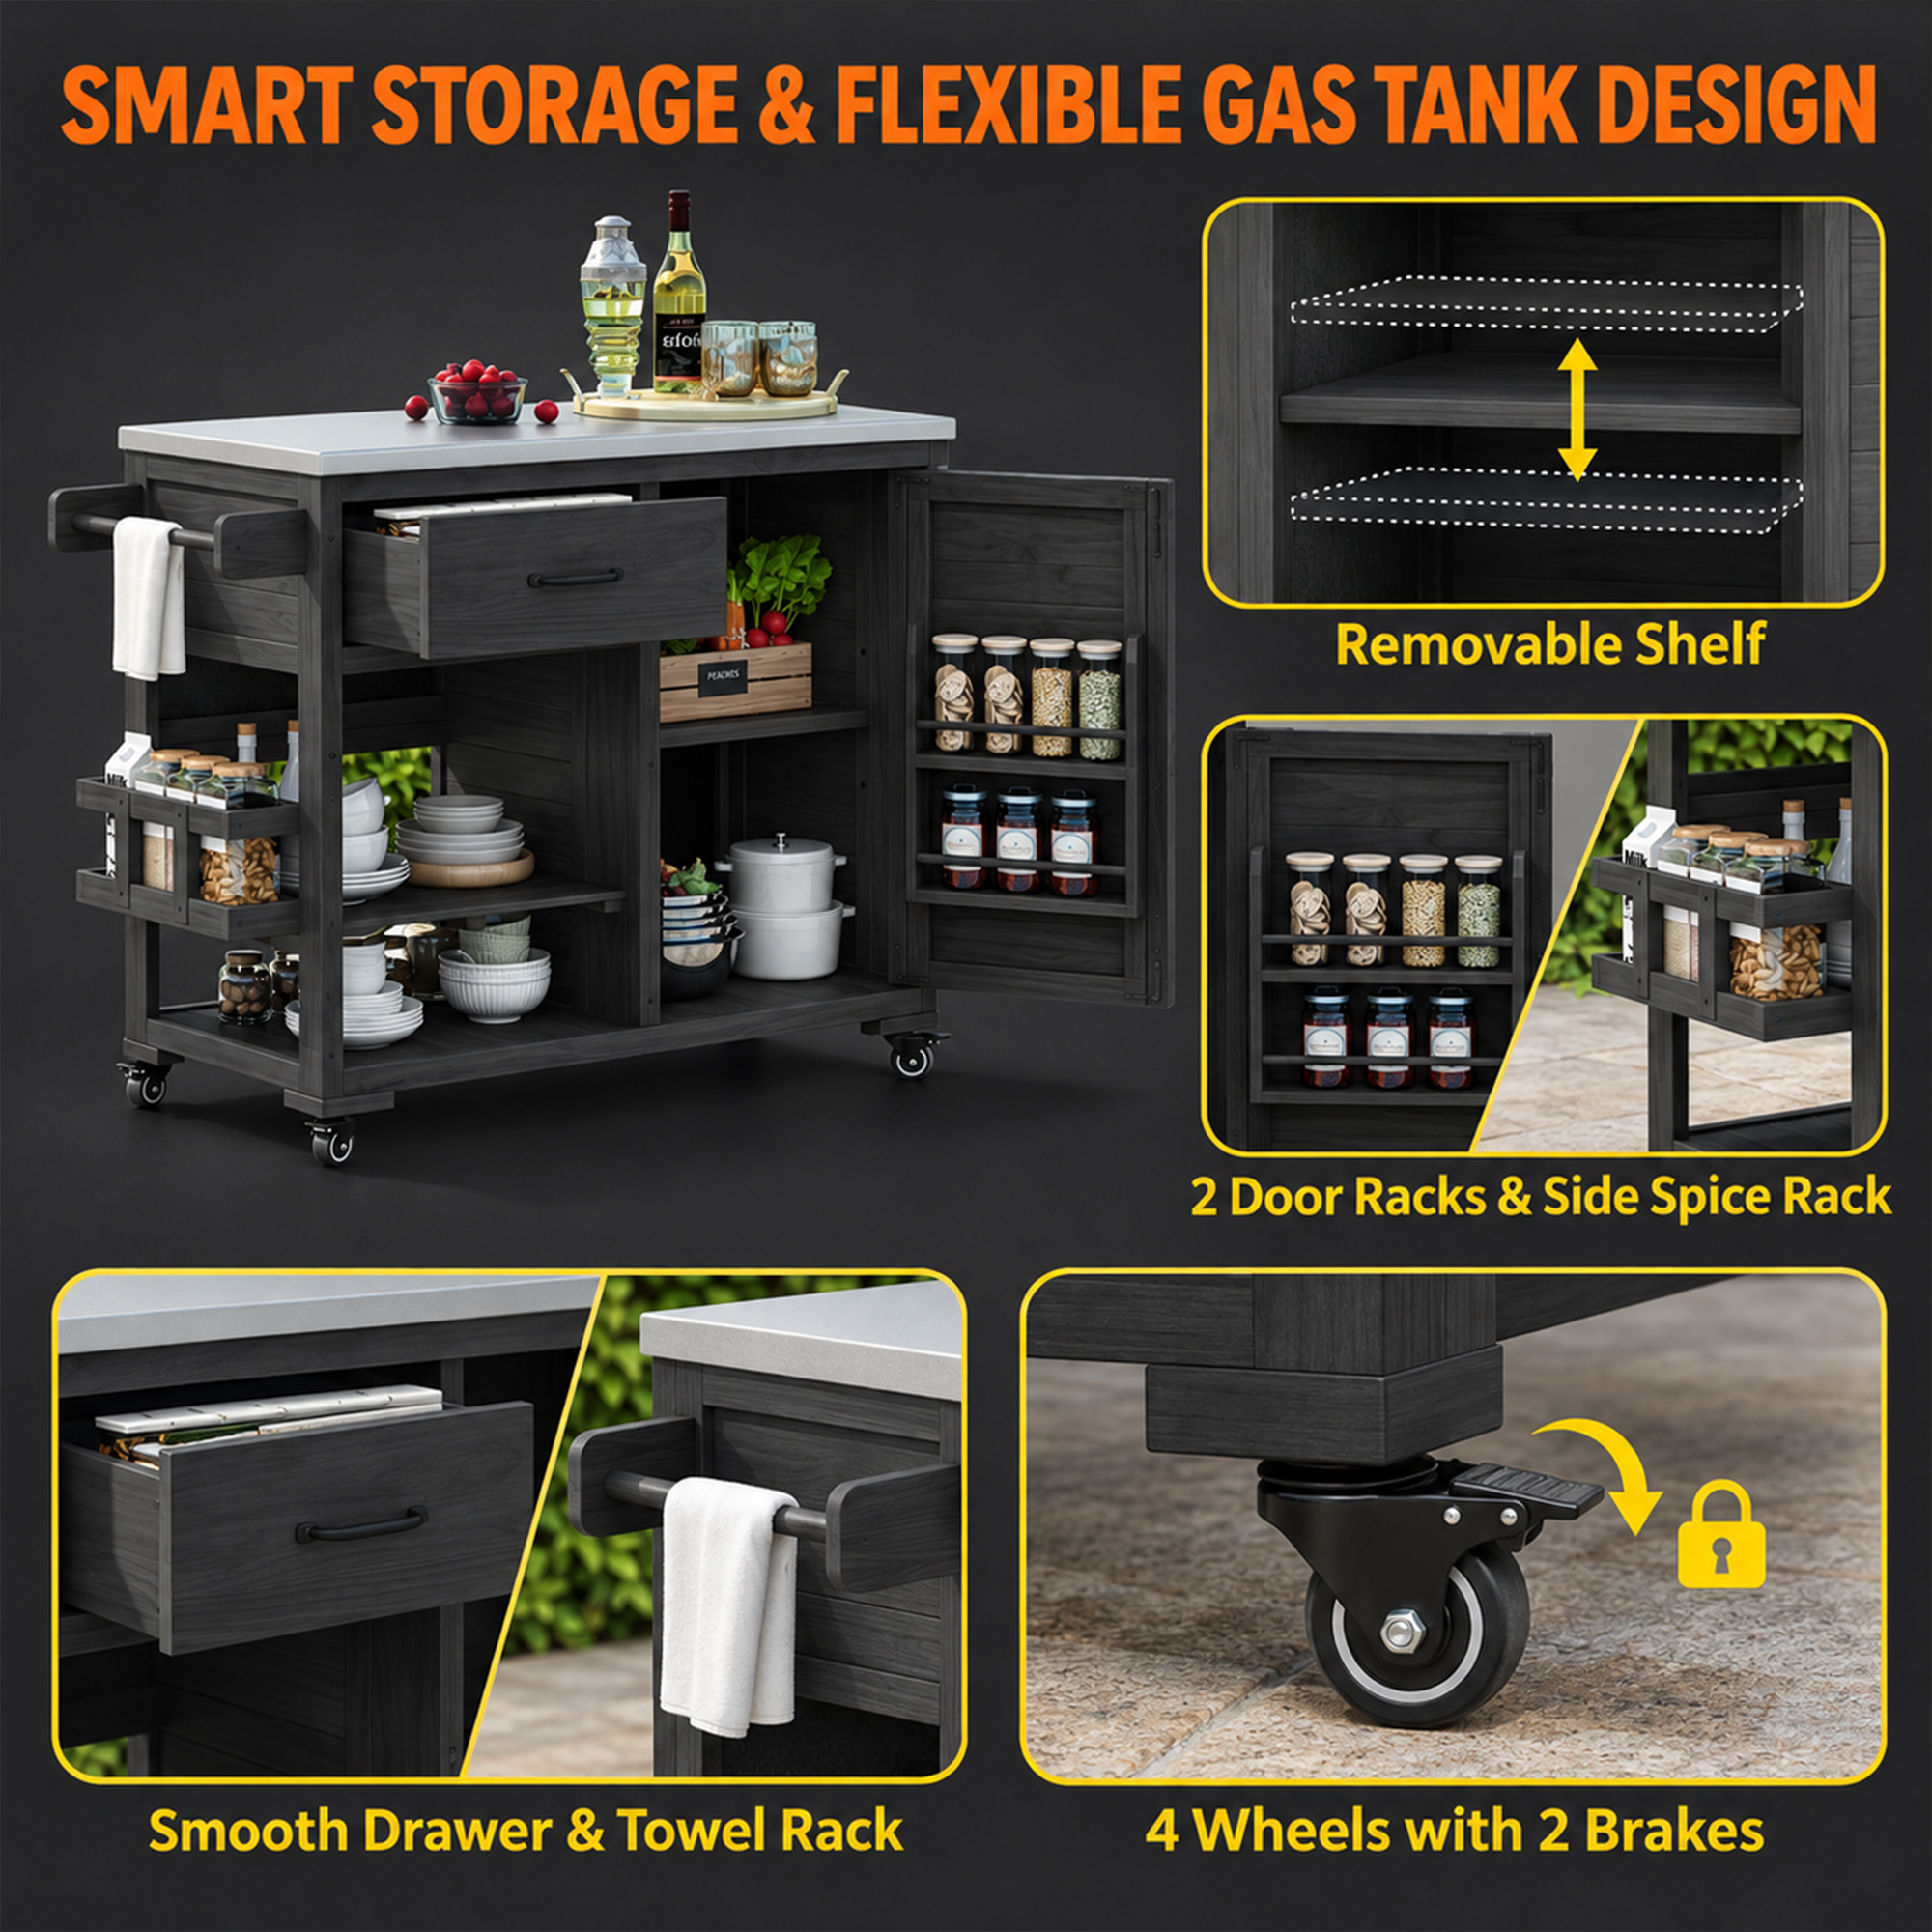 SMART STORAGE & FLEXIBLE GAS TANK DESIGN
PEACHES
Milk
Removable Shelf
Milk
2 Door Racks & Side Spice Rack
Smooth Drawer & Towel Rack
4 Wheels with 2 Brakes